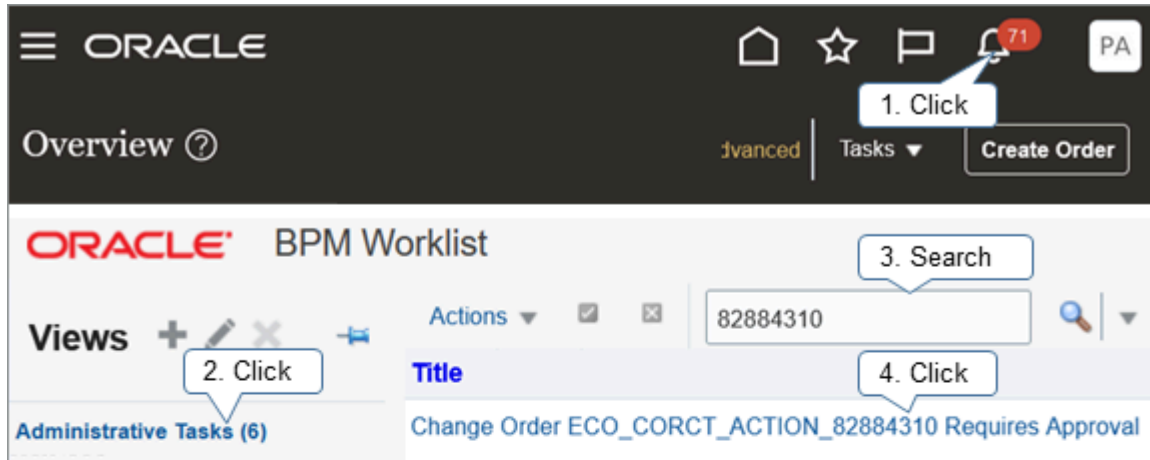 ORACLE
71
PA
1. Click
Overview ?
dvanced
Tasks
Create Order
ORACLE
BPM Worklist
3. Search
Actions
82884310
Views
2. Click
Title
4. Click
Administrative Tasks (6)
Change Order ECO_CORCT_ACTION_82884310 Requires Approval